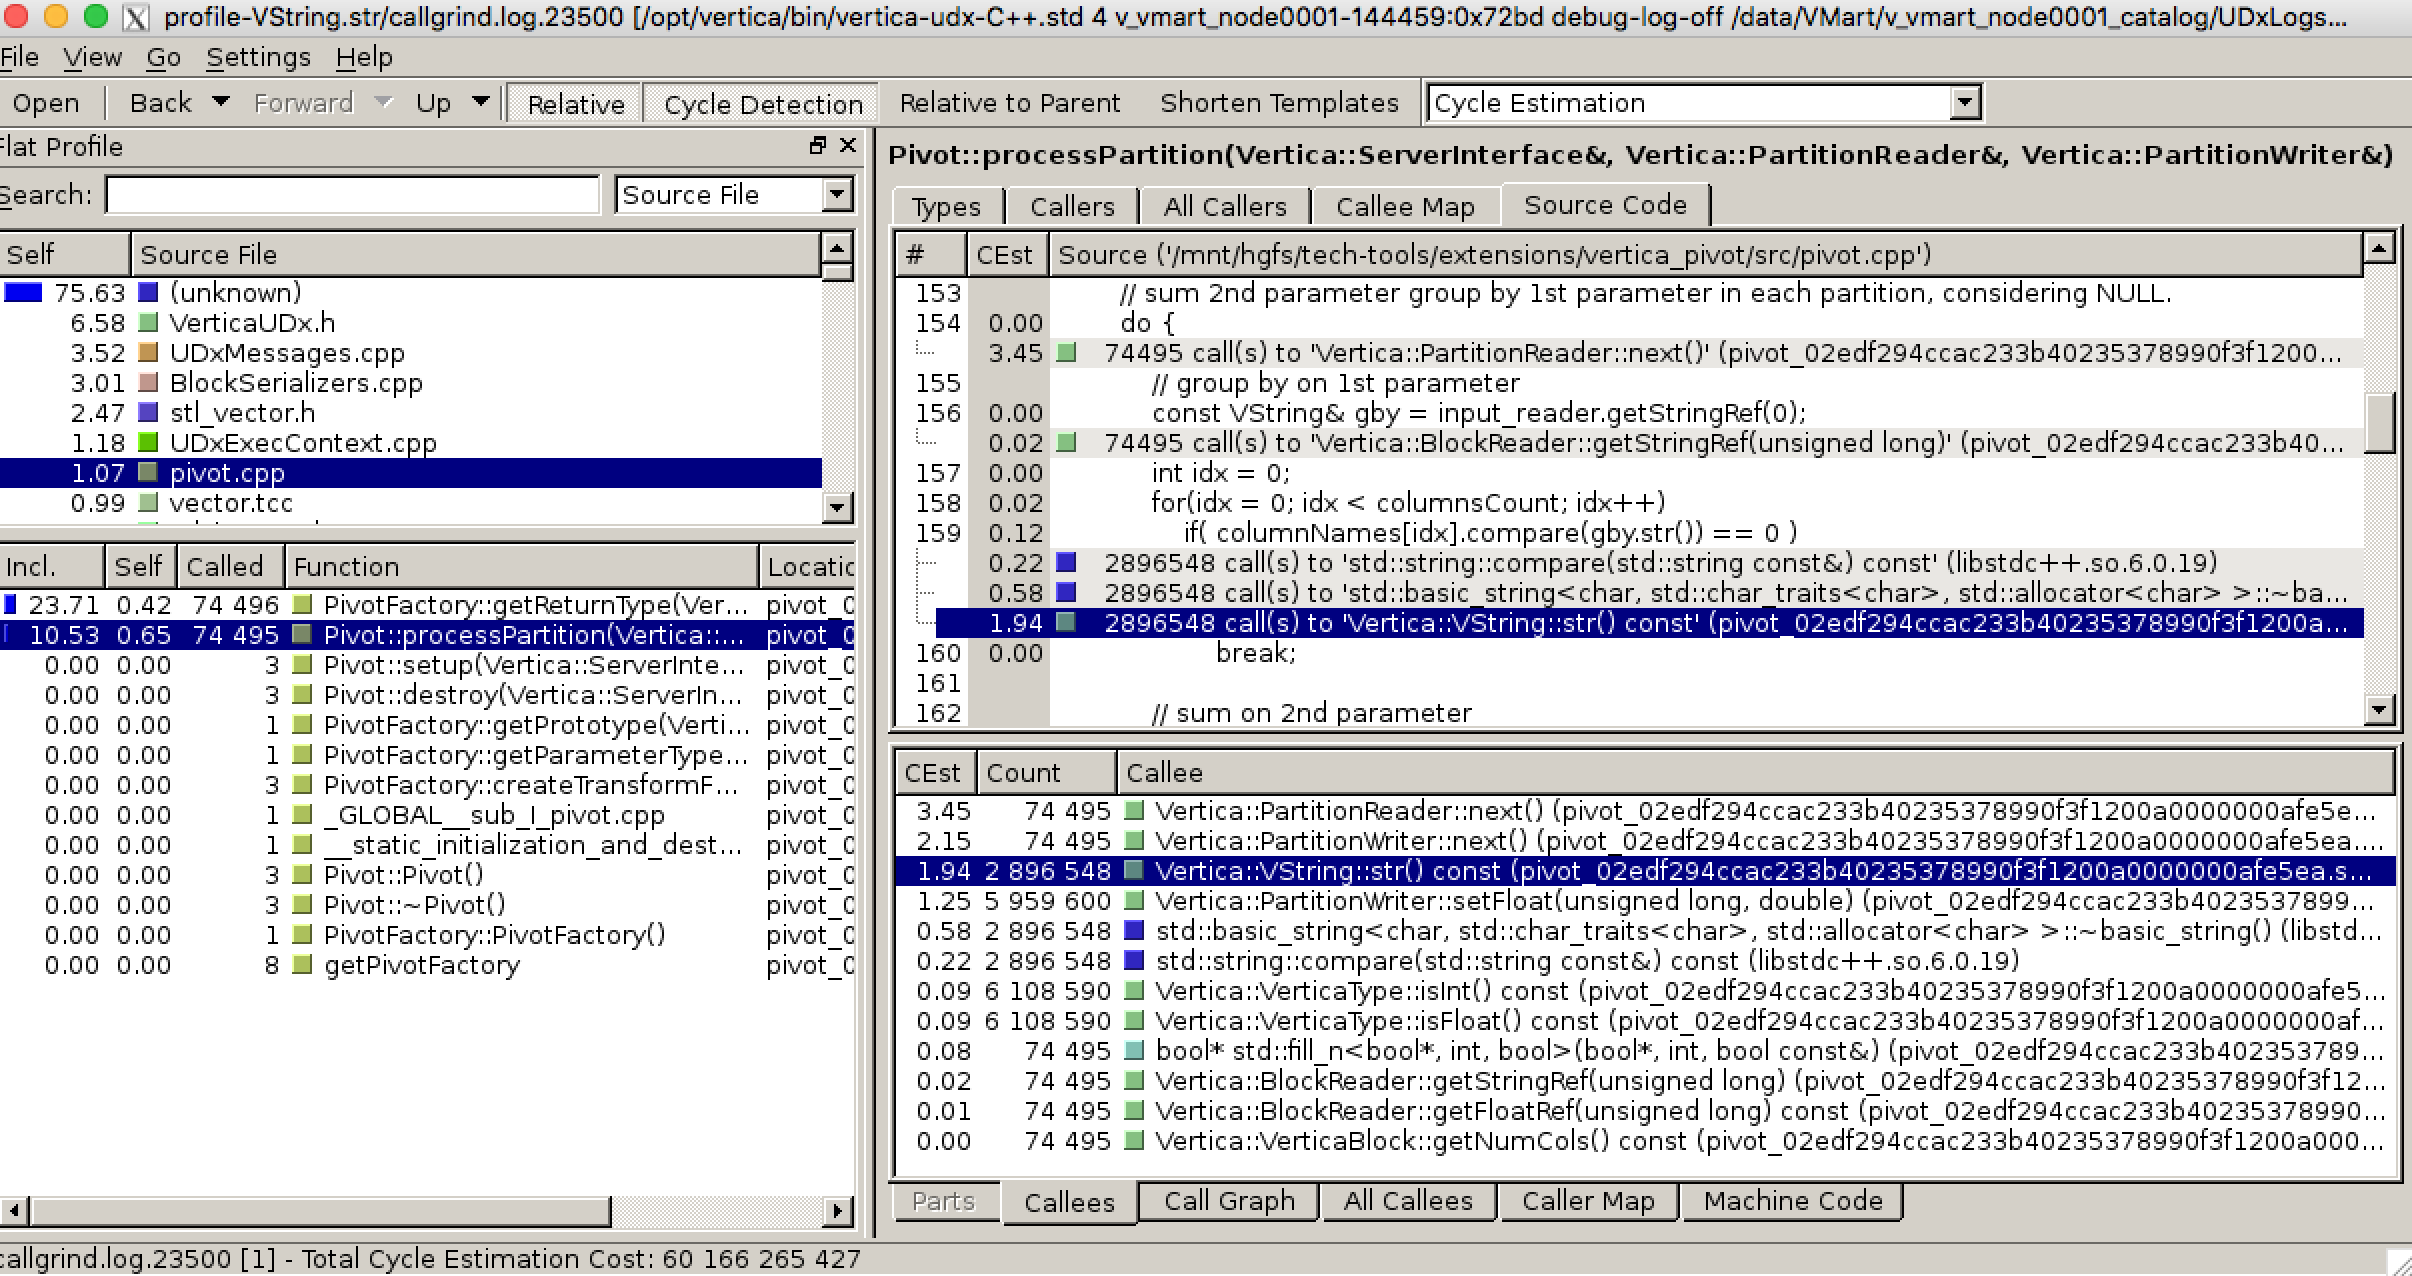 profile-VString.str/callgrind.log.23500 [/opt/vertica/bin/vertica-udx-C++.std 4 v_vmart_node0001-144459:0x72bd debug-log-off /data/VMart/v_vmart_node0001_catalog/UDxLogs...
File View Go Settings Help
Open Back Forward Up Relative Cycle Detection Relative to Parent Shorten Templates Cycle Estimation
Flat Profile
Search: Source File
Self Source File
75.63 (unknown)
6.58 VerticaUDx.h
3.52 UDxMessages.cpp
3.01 BlockSerializers.cpp
2.47 stl_vector.h
1.18 UDxExecContext.cpp
1.07 pivot.cpp
0.99 vector.tcc
Incl. Self Called Function Locatic
23.71 0.42 74 496 PivotFactory::getReturnType(Ver... pivot_0
10.53 0.65 74 495 Pivot::processPartition(Vertica::... pivot_0
0.00 0.00 3 Pivot::setup(Vertica::ServerInte... pivot_0
0.00 0.00 3 Pivot::destroy(Vertica::ServerIn... pivot_0
0.00 0.00 1 PivotFactory::getPrototype(Verti... pivot_0
0.00 0.00 1 PivotFactory::getParameterType... pivot_0
0.00 0.00 3 PivotFactory::createTransformF... pivot_0
0.00 0.00 1 _GLOBAL__sub_I_pivot.cpp pivot_0
0.00 0.00 1 __static_initialization_and_dest... pivot_0
0.00 0.00 3 Pivot::Pivot() pivot_0
0.00 0.00 3 Pivot::~Pivot() pivot_0
0.00 0.00 1 PivotFactory::PivotFactory() pivot_0
0.00 0.00 8 getPivotFactory pivot_0
Pivot::processPartition(Vertica::ServerInterface&, Vertica::PartitionReader&, Vertica::PartitionWriter&)
Types Callers All Callers Callee Map Source Code
# CEst Source ('/mnt/hgfs/tech-tools/extensions/vertica_pivot/src/pivot.cpp')
153 // sum 2nd parameter group by 1st parameter in each partition, considering NULL.
154 0.00 do {
3.45 74495 call(s) to 'Vertica::PartitionReader::next()' (pivot_02edf294ccac233b40235378990f3f1200...
155 // group by on 1st parameter
156 0.00 const VString& gby = input_reader.getStringRef(0);
0.02 74495 call(s) to 'Vertica::BlockReader::getStringRef(unsigned long)' (pivot_02edf294ccac233b40...
157 0.00 int idx = 0;
158 0.02 for(idx = 0; idx < columnsCount; idx++)
159 0.12 if( columnNames[idx].compare(gby.str()) == 0 )
0.22 2896548 call(s) to 'std::string::compare(std::string const&) const' (libstdc++.so.6.0.19)
0.58 2896548 call(s) to 'std::basic_string<char, std::char_traits<char>, std::allocator<char> >::~ba...
1.94 2896548 call(s) to 'Vertica::VString::str() const' (pivot_02edf294ccac233b40235378990f3f1200a...
160 0.00 break;
161
162 // sum on 2nd parameter
CEst Count Callee
3.45 74 495 Vertica::PartitionReader::next() (pivot_02edf294ccac233b40235378990f3f1200a0000000afe5e...
2.15 74 495 Vertica::PartitionWriter::next() (pivot_02edf294ccac233b40235378990f3f1200a0000000afe5ea....
1.94 2 896 548 Vertica::VString::str() const (pivot_02edf294ccac233b40235378990f3f1200a0000000afe5ea.s...
1.25 5 959 600 Vertica::PartitionWriter::setFloat(unsigned long, double) (pivot_02edf294ccac233b4023537899...
0.58 2 896 548 std::basic_string<char, std::char_traits<char>, std::allocator<char> >::~basic_string() (libstd...
0.22 2 896 548 std::string::compare(std::string const&) const (libstdc++.so.6.0.19)
0.09 6 108 590 Vertica::VerticaType::isInt() const (pivot_02edf294ccac233b40235378990f3f1200a0000000afe5...
0.09 6 108 590 Vertica::VerticaType::isFloat() const (pivot_02edf294ccac233b40235378990f3f1200a0000000af...
0.08 74 495 bool* std::fill_n<bool*, int, bool>(bool*, int, bool const&) (pivot_02edf294ccac233b402353789...
0.02 74 495 Vertica::BlockReader::getStringRef(unsigned long) (pivot_02edf294ccac233b40235378990f3f12...
0.01 74 495 Vertica::BlockReader::getFloatRef(unsigned long) const (pivot_02edf294ccac233b40235378990...
0.00 74 495 Vertica::VerticaBlock::getNumCols() const (pivot_02edf294ccac233b40235378990f3f1200a000...
Parts Callees Call Graph All Callees Caller Map Machine Code
callgrind.log.23500 [1] - Total Cycle Estimation Cost: 60 166 265 427